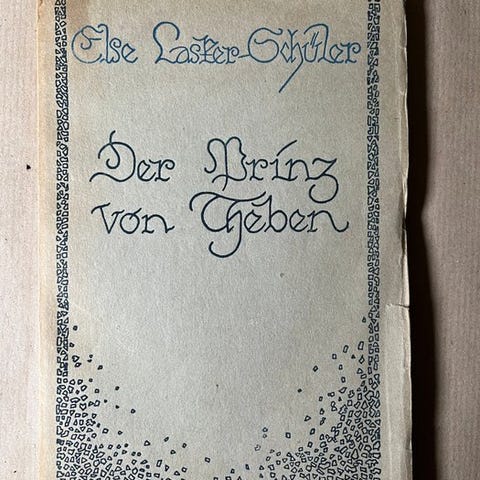 Else Lasker-Schüler
Der Prinz
von Theben